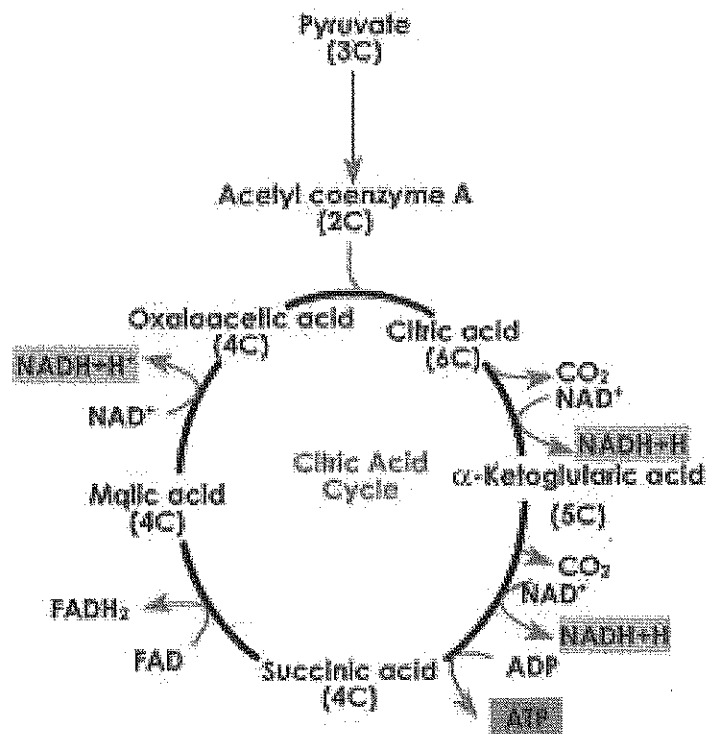 Pyruvate
(3C)
Acetyl coenzyme A
(2C)
Oxaloacetic acid
(4C)
Citric acid
(6C)
NADH+H⁺
NAD⁺
CO₂
NAD⁺
NADH+H
Citric Acid
Cycle
Malic acid
(4C)
α-Ketoglutaric acid
(5C)
CO₂
NAD⁺
NADH+H
FADH₂
FAD
Succinic acid
(4C)
ADP
ATP